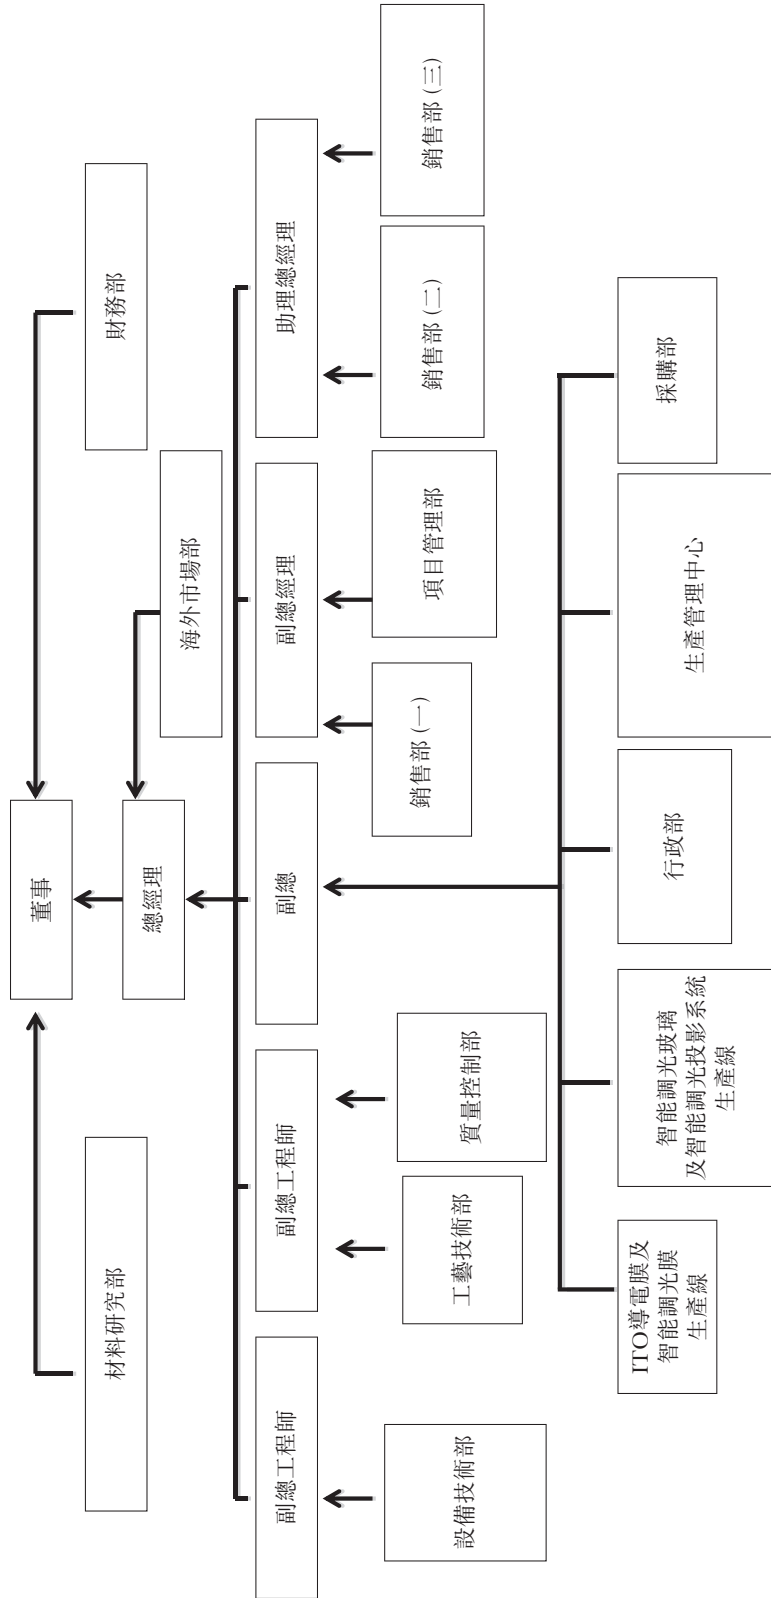 董事
材料研究部
財務部
總經理
海外市場部
副總工程師
副總工程師
副總
副總經理
助理總經理
設備技術部
工藝技術部
質量控制部
銷售部 (一)
項目管理部
銷售部 (二)
銷售部 (三)
ITO導電膜及
智能調光膜
生產線
智能調光玻璃
及智能調光投影系統
生產線
行政部
生產管理中心
採購部